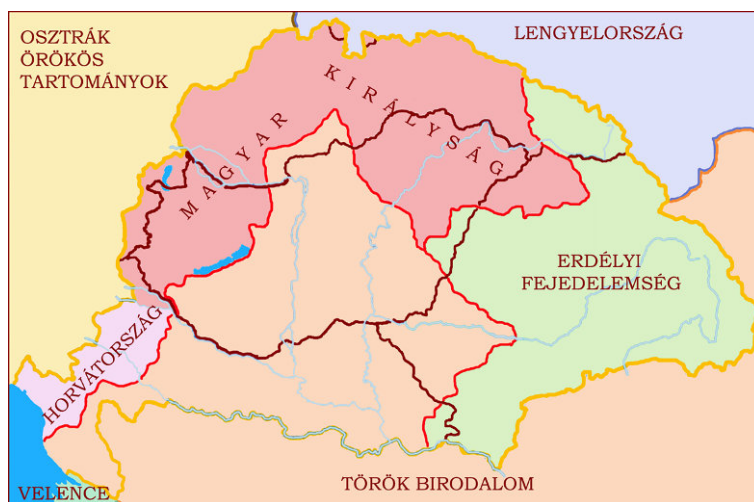 OSZTRÁK
ÖRÖKÖS
TARTOMÁNYOK
LENGYELORSZÁG
MAGYAR KIRÁLYSÁG
ERDÉLYI
FEJEDELEMSÉG
HORVÁTORSZÁG
VELENCE
TÖRÖK BIRODALOM